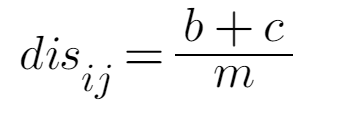 dis_{ij} = \frac{b + c}{m}